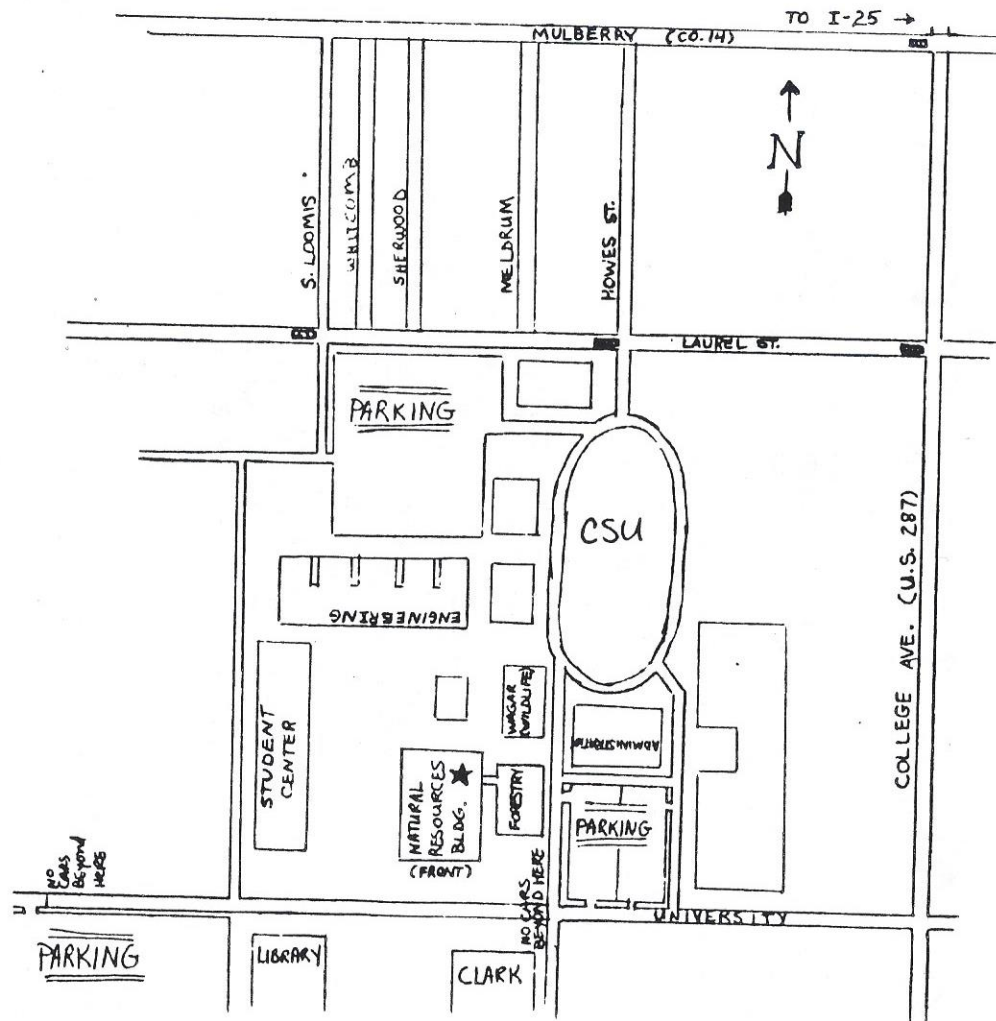 TO I-25 →
MULBERRY (CO.14)
N
S. LOOMIS
WHITCOMB
SHERWOOD
MELDRUM
HOWES ST.
LAUREL ST.
PARKING
CSU
COLLEGE AVE. (U.S. 287)
ENGINEERING
WAGAR
(WILDLIFE)
STUDENT
CENTER
NATURAL
RESOURCES
BLDG.
(FRONT)
FORESTRY
PARKING
NO
CARS
BEYOND
HERE
NO CARS
BEYOND HERE
UNIVERSITY
PARKING
LIBRARY
CLARK